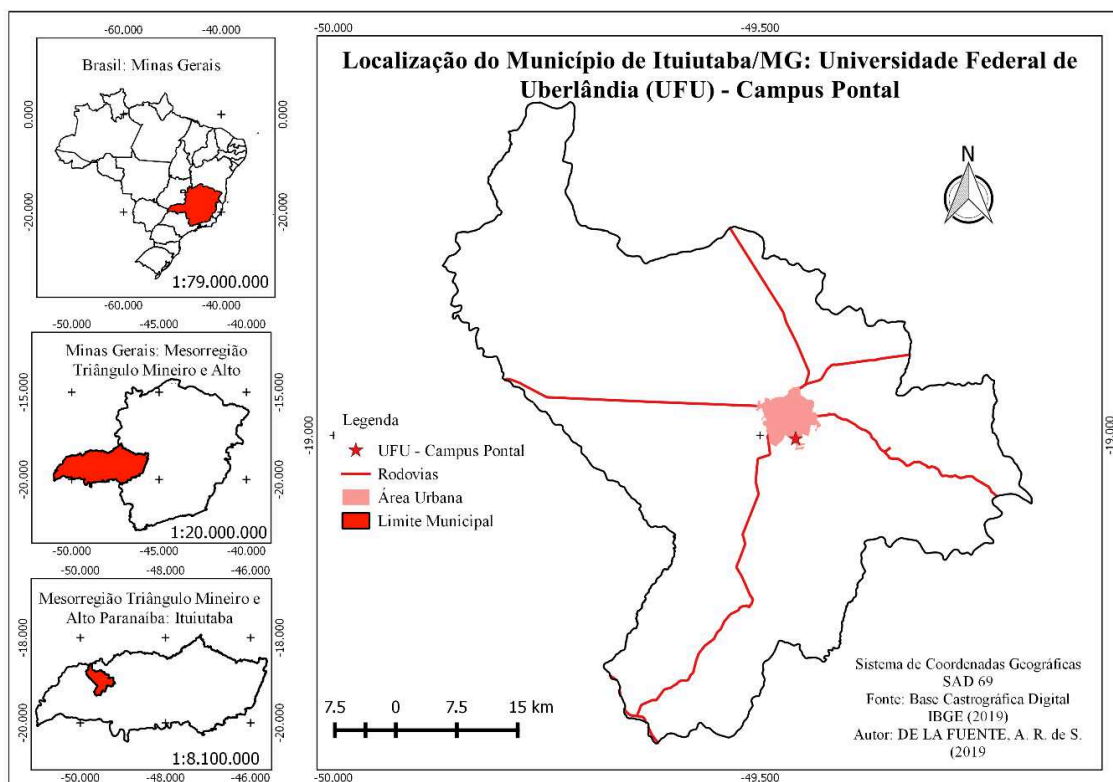 -60.000 -40.000
Brasil: Minas Gerais
0.000 0.000
-20.000 -20.000
1:79.000.000
-60.000 -40.000
-50.000 -45.000 -40.000
Minas Gerais: Mesorregião
Triângulo Mineiro e Alto
-15.000 -15.000
-20.000 -20.000
1:20.000.000
-50.000 -45.000 -40.000
-50.000 -48.000 -46.000
Mesorregião Triângulo Mineiro e
Alto Paranaíba: Ituiutaba
-18.000 -18.000
-20.000 -20.000
1:8.100.000
-50.000 -48.000 -46.000
-50.000 -49.500
Localização do Município de Ituiutaba/MG: Universidade Federal de
Uberlândia (UFU) - Campus Pontal
N
-19.000 -19.000
Legenda
UFU - Campus Pontal
Rodovias
Área Urbana
Limite Municipal
7.5 0 7.5 15 km
Sistema de Coordenadas Geográficas
SAD 69
Fonte: Base Castrográfica Digital
IBGE (2019)
Autor: DE LA FUENTE, A. R. de S.
(2019
-50.000 -49.500